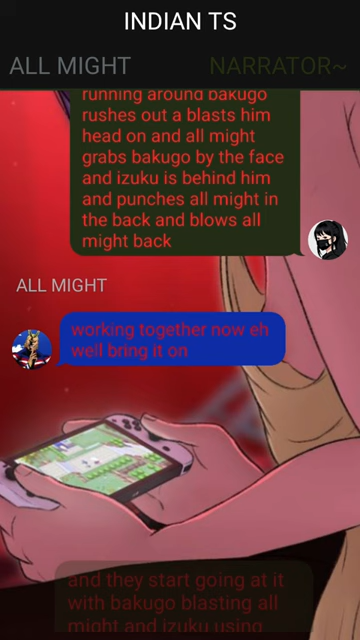 INDIAN TS
ALL MIGHT
NARRATOR~
running around bakugo
rushes out a blasts him
head on and all might
grabs bakugo by the face
and izuku is behind him
and punches all might in
the back and blows all
might back
ALL MIGHT
working together now eh
well bring it on
and they start going at it
with bakugo blasting all
might and izuku using